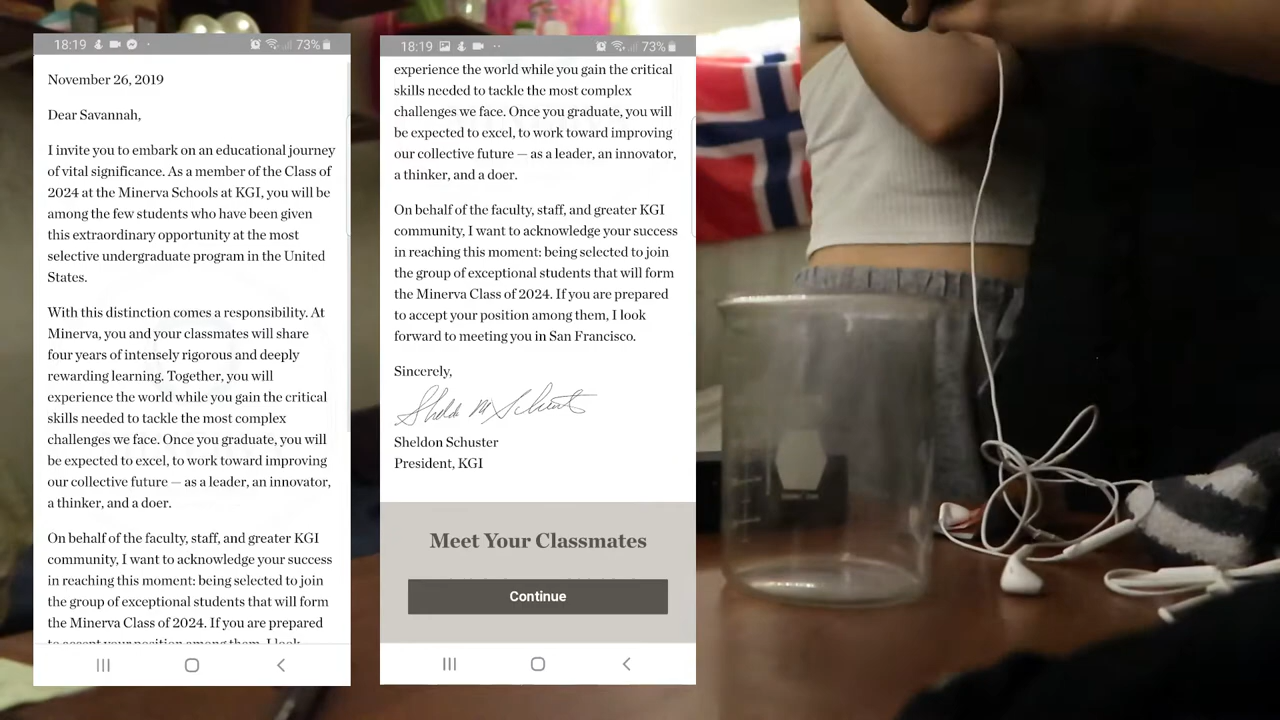 18:19
73%
November 26, 2019
Dear Savannah,
I invite you to embark on an educational journey
of vital significance. As a member of the Class of
2024 at the Minerva Schools at KGI, you will be
among the few students who have been given
this extraordinary opportunity at the most
selective undergraduate program in the United
States.
With this distinction comes a responsibility. At
Minerva, you and your classmates will share
four years of intensely rigorous and deeply
rewarding learning. Together, you will
experience the world while you gain the critical
skills needed to tackle the most complex
challenges we face. Once you graduate, you will
be expected to excel, to work toward improving
our collective future — as a leader, an innovator,
a thinker, and a doer.
On behalf of the faculty, staff, and greater KGI
community, I want to acknowledge your success
in reaching this moment: being selected to join
the group of exceptional students that will form
the Minerva Class of 2024. If you are prepared
to accept your position among them, I look
18:19
73%
experience the world while you gain the critical
skills needed to tackle the most complex
challenges we face. Once you graduate, you will
be expected to excel, to work toward improving
our collective future — as a leader, an innovator,
a thinker, and a doer.
On behalf of the faculty, staff, and greater KGI
community, I want to acknowledge your success
in reaching this moment: being selected to join
the group of exceptional students that will form
the Minerva Class of 2024. If you are prepared
to accept your position among them, I look
forward to meeting you in San Francisco.
Sincerely,
Sheldon Schuster
President, KGI
Meet Your Classmates
Continue